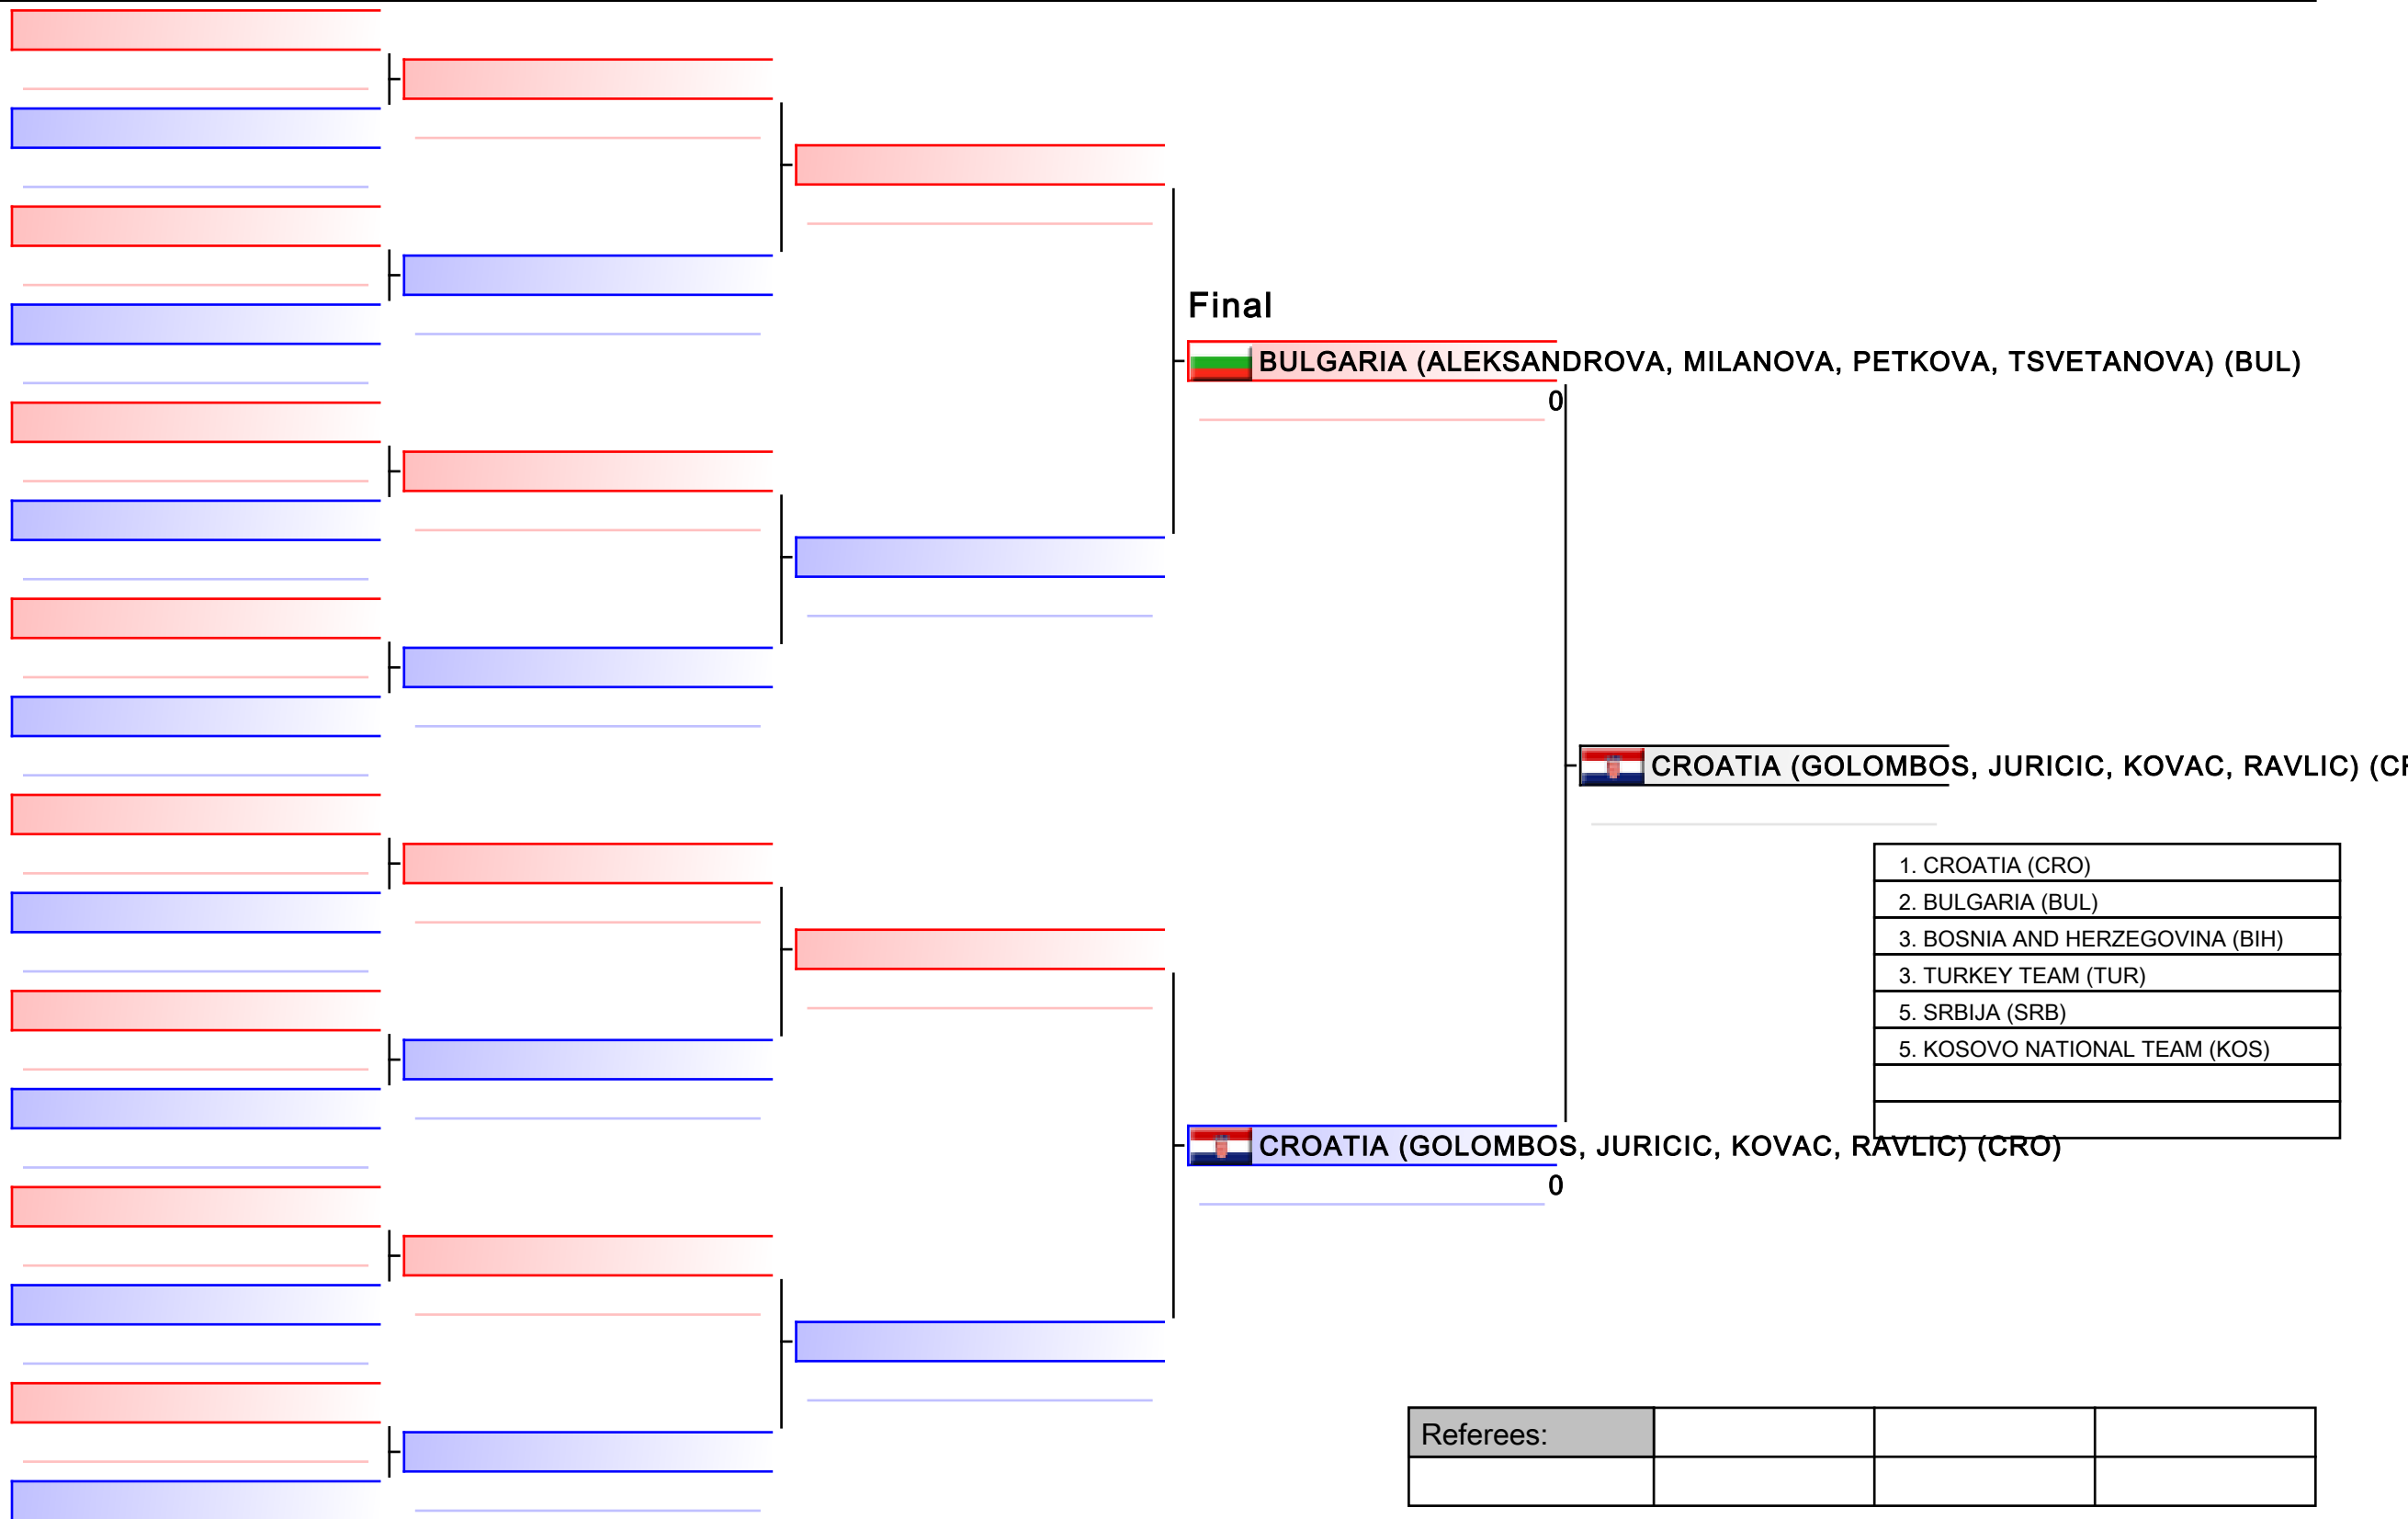 Final
BULGARIA (ALEKSANDROVA, MILANOVA, PETKOVA, TSVETANOVA) (BUL)
0
CROATIA (GOLOMBOS, JURICIC, KOVAC, RAVLIC) (CR
1. CROATIA (CRO)
2. BULGARIA (BUL)
3. BOSNIA AND HERZEGOVINA (BIH)
3. TURKEY TEAM (TUR)
5. SRBIJA (SRB)
5. KOSOVO NATIONAL TEAM (KOS)
CROATIA (GOLOMBOS, JURICIC, KOVAC, RAVLIC) (CRO)
0
Referees: